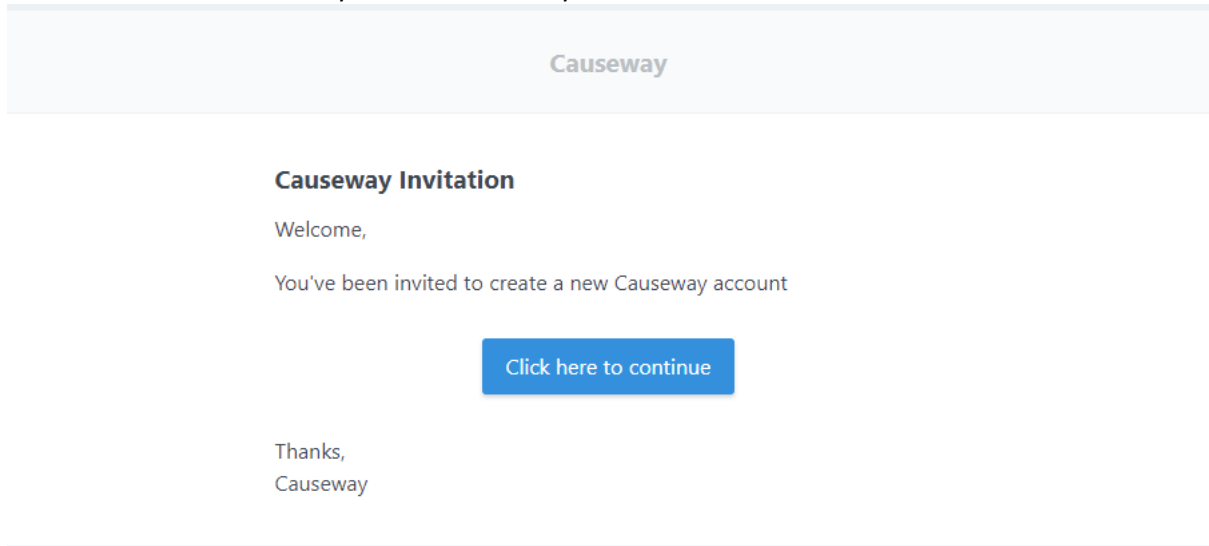 Causeway
Causeway Invitation
Welcome,
You've been invited to create a new Causeway account
Click here to continue
Thanks,
Causeway